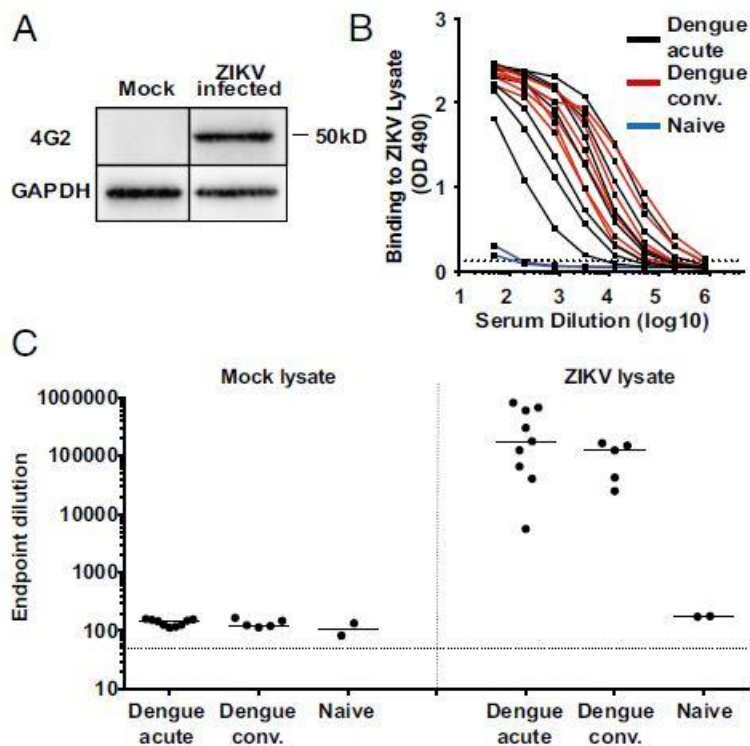 A
Mock
ZIKV
infected
4G2
50kD
GAPDH
B
Binding to ZIKV Lysate
(OD 490)
3
2
1
0
1 2 3 4 5 6
Serum Dilution (log10)
Dengue
acute
Dengue
conv.
Naive
C
Mock lysate
ZIKV lysate
Endpoint dilution
1000000
100000
10000
1000
100
10
Dengue
acute
Dengue
conv.
Naive
Dengue
acute
Dengue
conv.
Naive